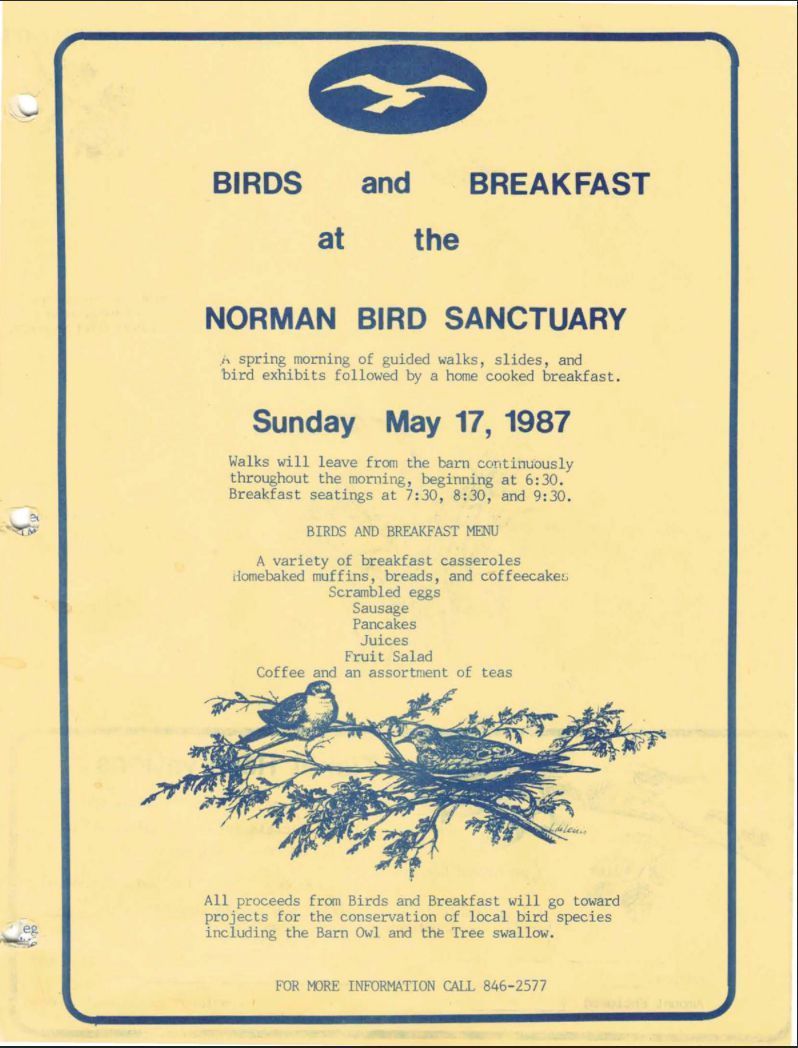 BIRDS and BREAKFAST
at the
NORMAN BIRD SANCTUARY
A spring morning of guided walks, slides, and
bird exhibits followed by a home cooked breakfast.
Sunday May 17, 1987
Walks will leave from the barn continuously
throughout the morning, beginning at 6:30.
Breakfast seatings at 7:30, 8:30, and 9:30.
BIRDS AND BREAKFAST MENU
A variety of breakfast casseroles
Homebaked muffins, breads, and coffeecakes
Scrambled eggs
Sausage
Pancakes
Juices
Fruit Salad
Coffee and an assortment of teas
All proceeds from Birds and Breakfast will go toward
projects for the conservation of local bird species
including the Barn Owl and the Tree swallow.
FOR MORE INFORMATION CALL 846-2577